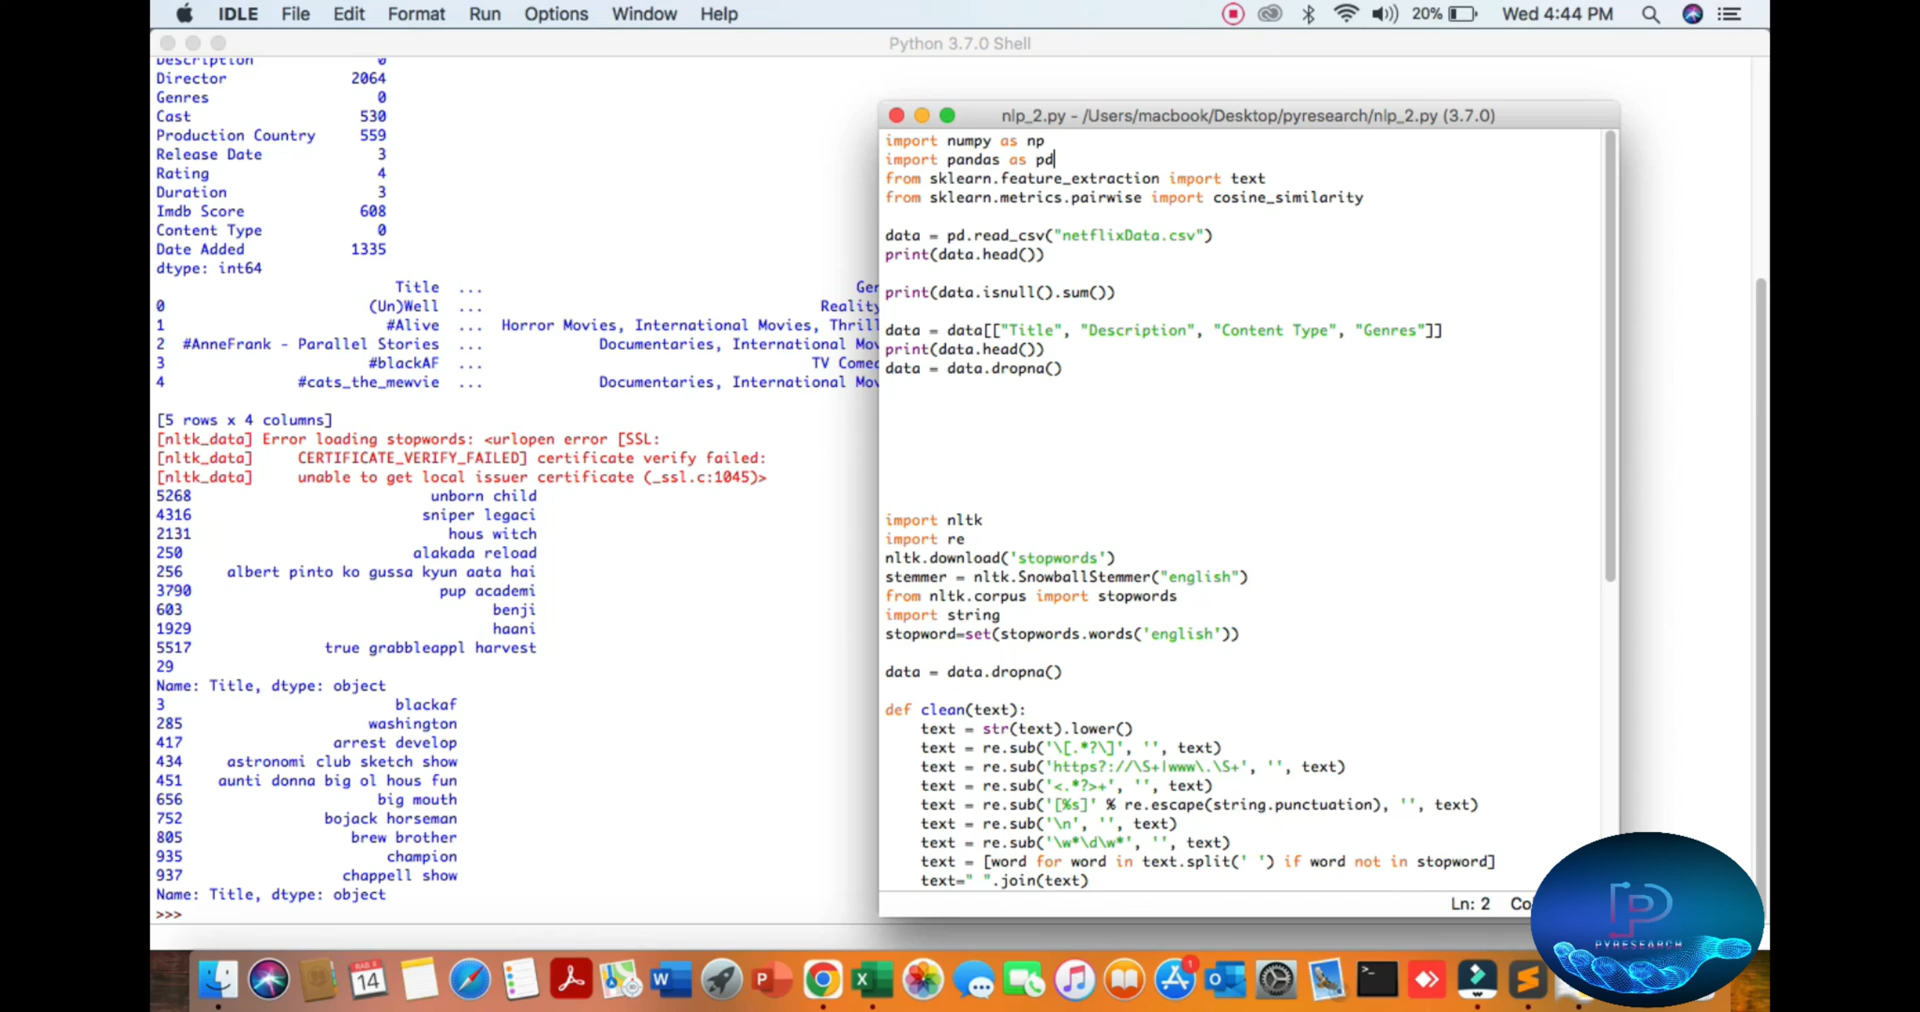 IDLE File Edit Format Run Options Window Help 20% Wed 4:44 PM
Python 3.7.0 Shell
Description 0
Director 2064
Genres 0
Cast 530
Production Country 559
Release Date 3
Rating 4
Duration 3
Imdb Score 608
Content Type 0
Date Added 1335
dtype: int64
Title ... Gen
0 (Un)Well ... Reality
1 #Alive ... Horror Movies, International Movies, Thrill
2 #AnneFrank - Parallel Stories ... Documentaries, International Mov
3 #blackAF ... TV Comed
4 #cats_the_mewvie ... Documentaries, International Mov
[5 rows x 4 columns]
[nltk_data] Error loading stopwords: <urlopen error [SSL:
[nltk_data] CERTIFICATE_VERIFY_FAILED] certificate verify failed:
[nltk_data] unable to get local issuer certificate (_ssl.c:1045)>
5268 unborn child
4316 sniper legaci
2131 hous witch
250 alakada reload
256 albert pinto ko gussa kyun aata hai
3790 pup academi
603 benji
1929 haani
5517 true grabbleappl harvest
29
Name: Title, dtype: object
3 blackaf
285 washington
417 arrest develop
434 astronomi club sketch show
451 aunti donna big ol hous fun
656 big mouth
752 bojack horseman
805 brew brother
935 champion
937 chappell show
Name: Title, dtype: object
>>>
nlp_2.py - /Users/macbook/Desktop/pyresearch/nlp_2.py (3.7.0)
import numpy as np
import pandas as pd
from sklearn.feature_extraction import text
from sklearn.metrics.pairwise import cosine_similarity
data = pd.read_csv("netflixData.csv")
print(data.head())
print(data.isnull().sum())
data = data[["Title", "Description", "Content Type", "Genres"]]
print(data.head())
data = data.dropna()
import nltk
import re
nltk.download('stopwords')
stemmer = nltk.SnowballStemmer("english")
from nltk.corpus import stopwords
import string
stopword=set(stopwords.words('english'))
data = data.dropna()
def clean(text):
text = str(text).lower()
text = re.sub('\[.*?\]', '', text)
text = re.sub('https?://\S+|www\.\S+', '', text)
text = re.sub('<.*?>+', '', text)
text = re.sub('[%s]' % re.escape(string.punctuation), '', text)
text = re.sub('\n', '', text)
text = re.sub('\w*\d\w*', '', text)
text = [word for word in text.split(' ') if word not in stopword]
text=" ".join(text)
Ln: 2 Co
PYRESEARCH
14
1